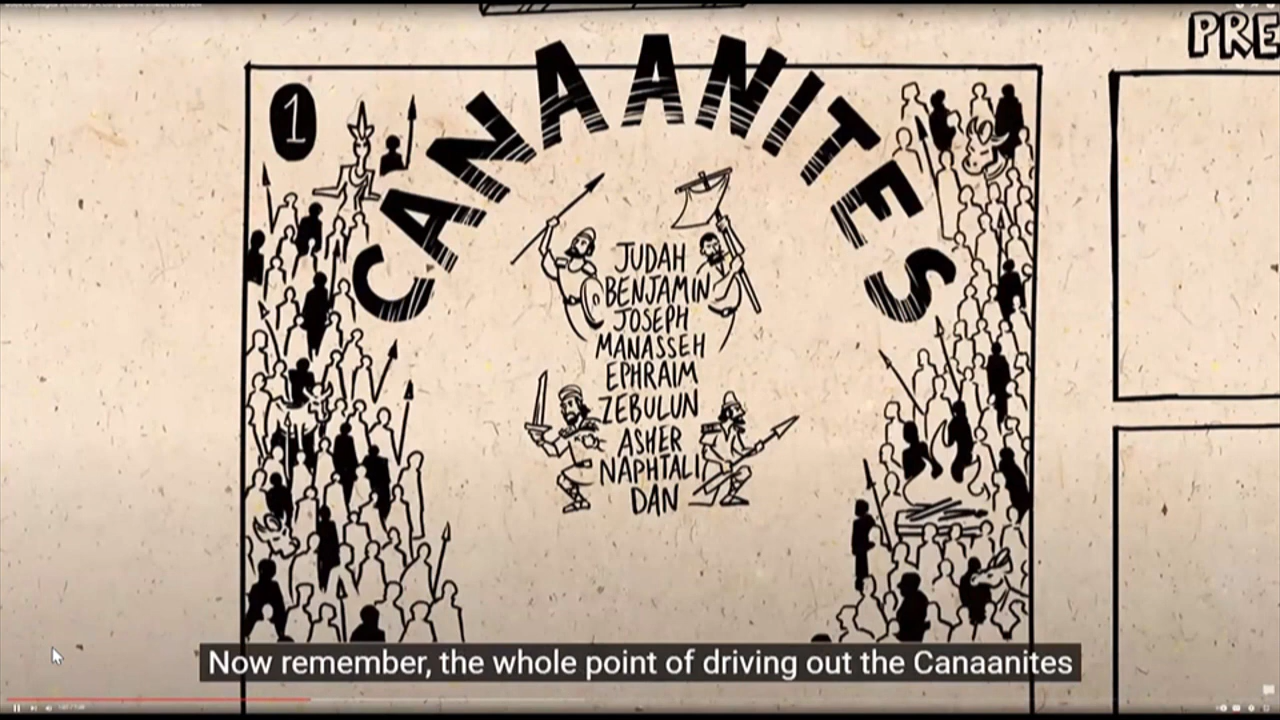 PRE
1
CANAANITES
JUDAH
BENJAMIN
JOSEPH
MANASSEH
EPHRAIM
ZEBULUN
ASHER
NAPHTALI
DAN
Now remember, the whole point of driving out the Canaanites